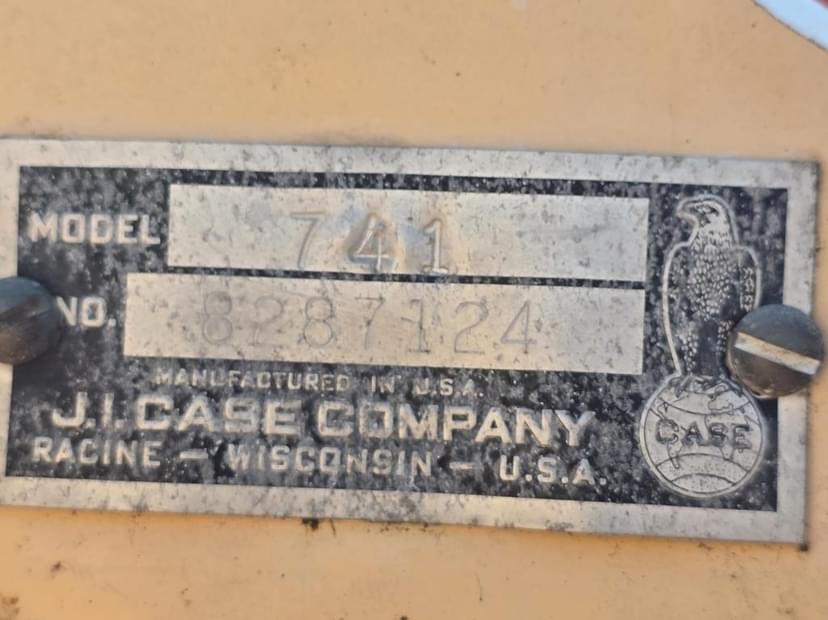 MODEL 741
NO. 8287124
MANUFACTURED IN U.S.A.
J.I. CASE COMPANY
RACINE - WISCONSIN - U.S.A.
CASE